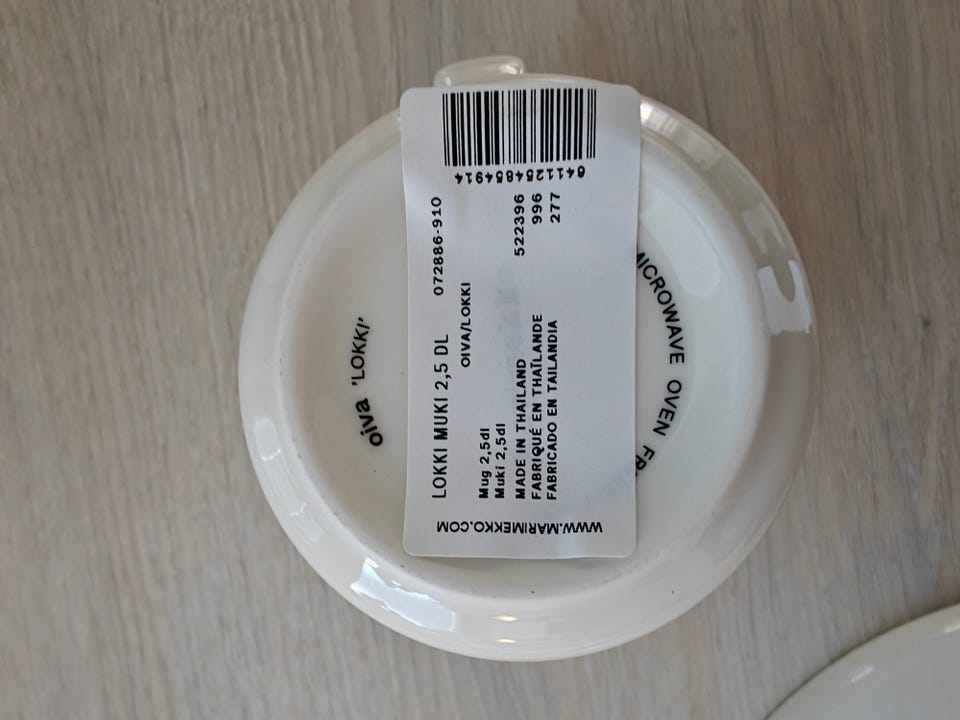 6411254854914
LOKKI MUKI 2,5 DL 072886-910
OIVA/LOKKI
Mug 2,5dl
Muki 2,5dl
MADE IN THAILAND 522396
FABRIQUÉ EN THAÏLANDE 996
FABRICADO EN TAILANDIA 277
WWW.MARIMEKKO.COM
oiva 'LOKKI'
MICROWAVE OVEN